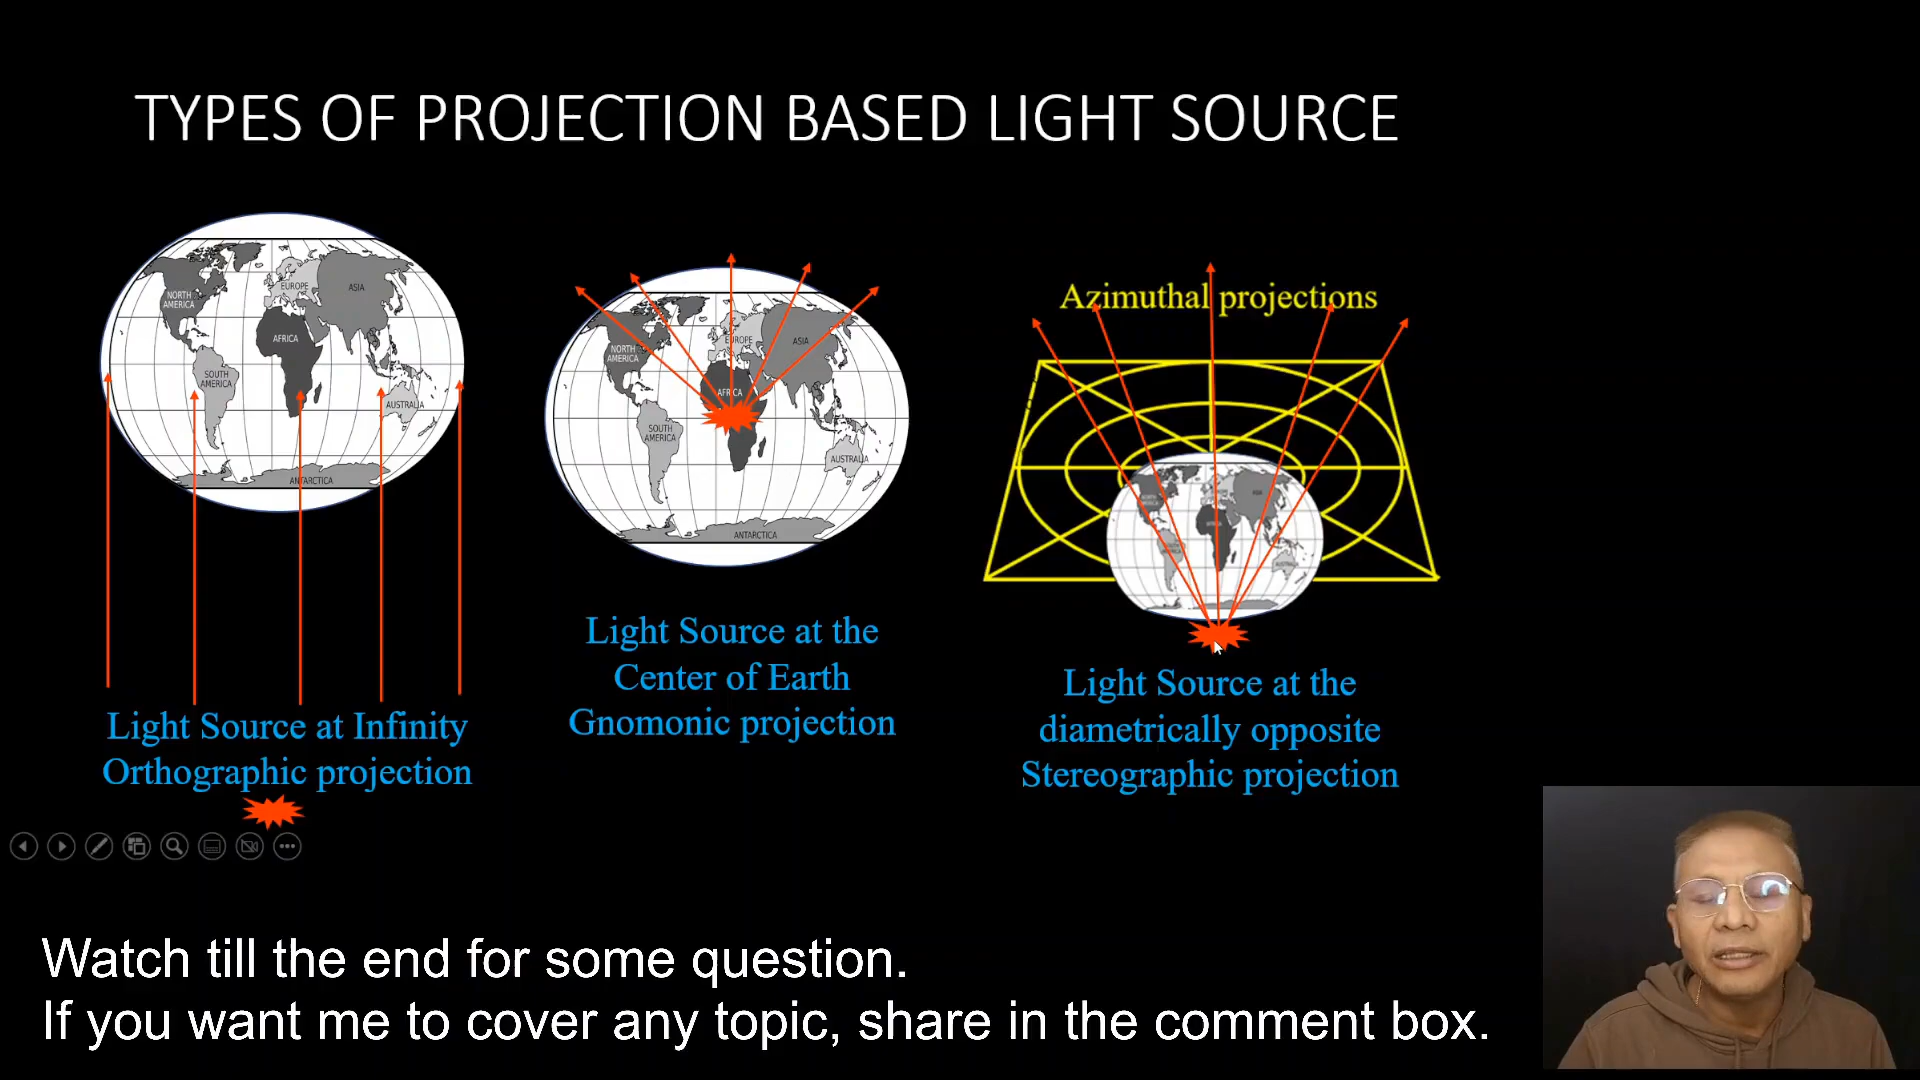 TYPES OF PROJECTION BASED LIGHT SOURCE
NORTH
AMERICA
EUROPE
ASIA
AFRICA
SOUTH
AMERICA
AUSTRALIA
ANTARCTICA
Light Source at Infinity
Orthographic projection
NORTH
AMERICA
EUROPE
ASIA
AFRICA
SOUTH
AMERICA
AUSTRALIA
ANTARCTICA
Light Source at the
Center of Earth
Gnomonic projection
Azimuthal projections
Light Source at the
diametrically opposite
Stereographic projection
Watch till the end for some question.
If you want me to cover any topic, share in the comment box.